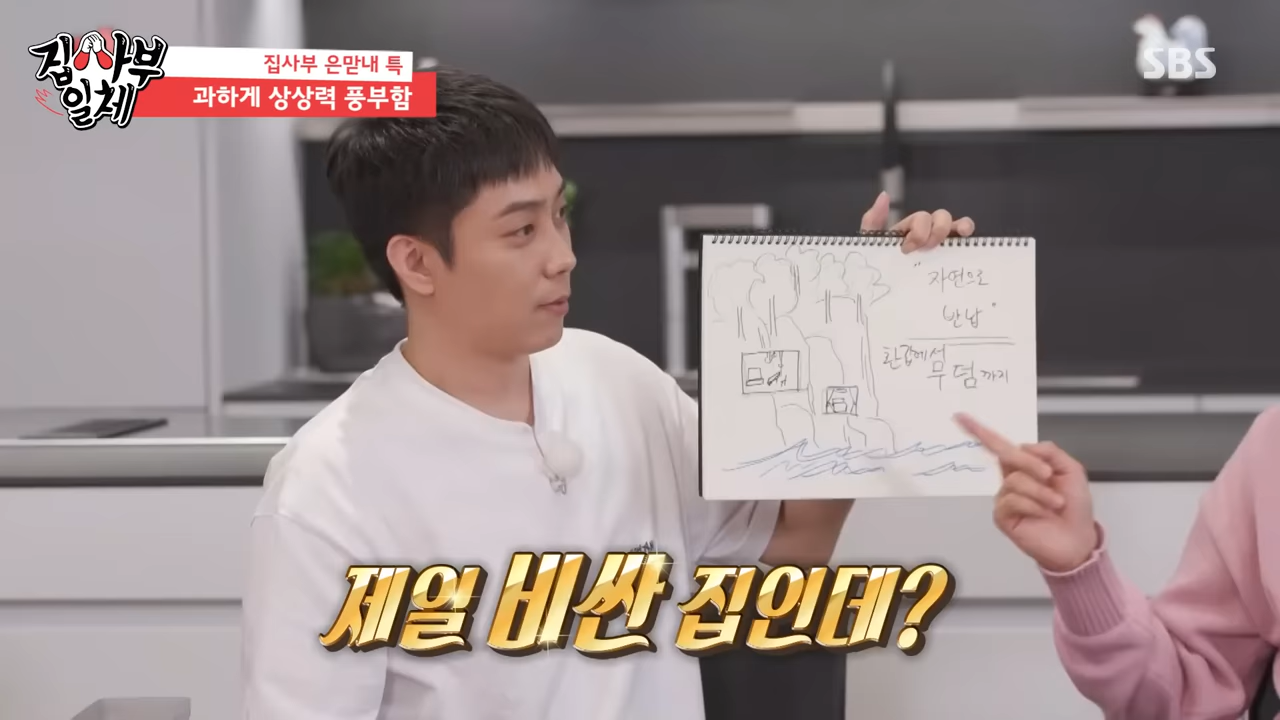 집사부일체
집사부 은맏내 특
과하게 상상력 풍부함
SBS
"자연으로
반납"
환갑에서
무덤까지
제일 비싼 집인데?